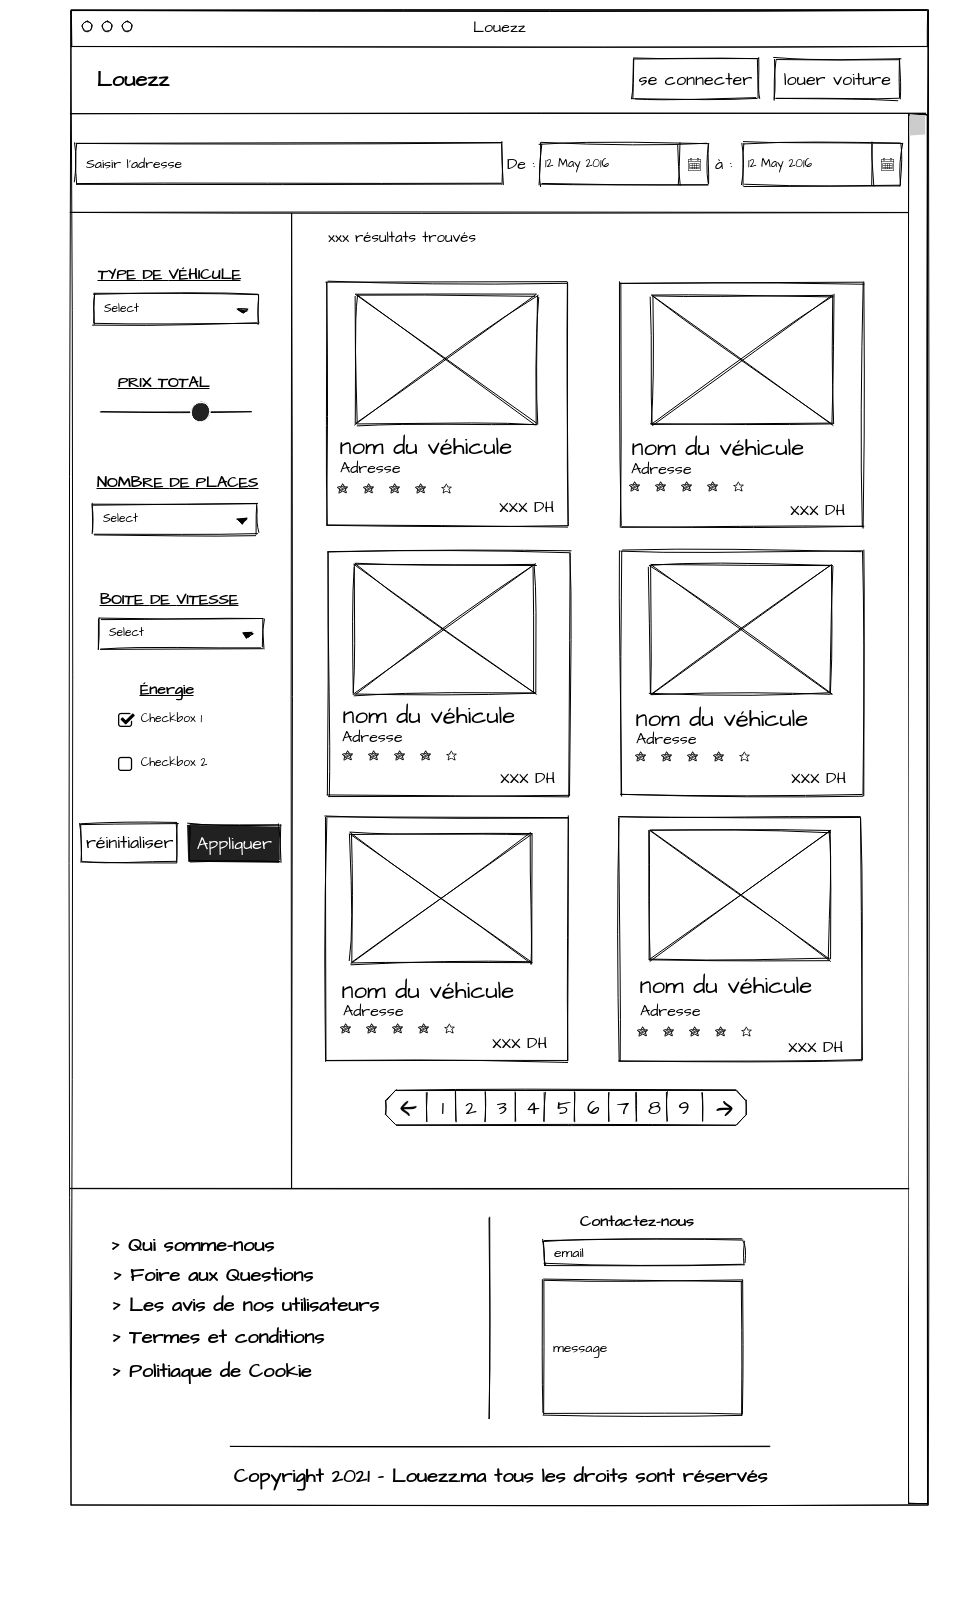 Louezz
Louezz
se connecter
louer voiture
Saisir l'adresse
De :
12 May 2016
à :
12 May 2016
xxx résultats trouvés
TYPE DE VÉHICULE
Select
PRIX TOTAL
NOMBRE DE PLACES
Select
BOITE DE VITESSE
Select
Énergie
Checkbox 1
Checkbox 2
réinitialiser
Appliquer
nom du véhicule
Adresse
XXX DH
nom du véhicule
Adresse
XXX DH
nom du véhicule
Adresse
XXX DH
nom du véhicule
Adresse
XXX DH
nom du véhicule
Adresse
XXX DH
nom du véhicule
Adresse
XXX DH
← 1 2 3 4 5 6 7 8 9 →
> Qui somme-nous
> Foire aux Questions
> Les avis de nos utilisateurs
> Termes et conditions
> Politiaque de Cookie
Contactez-nous
email
message
Copyright 2021 - Louezz.ma tous les droits sont réservés